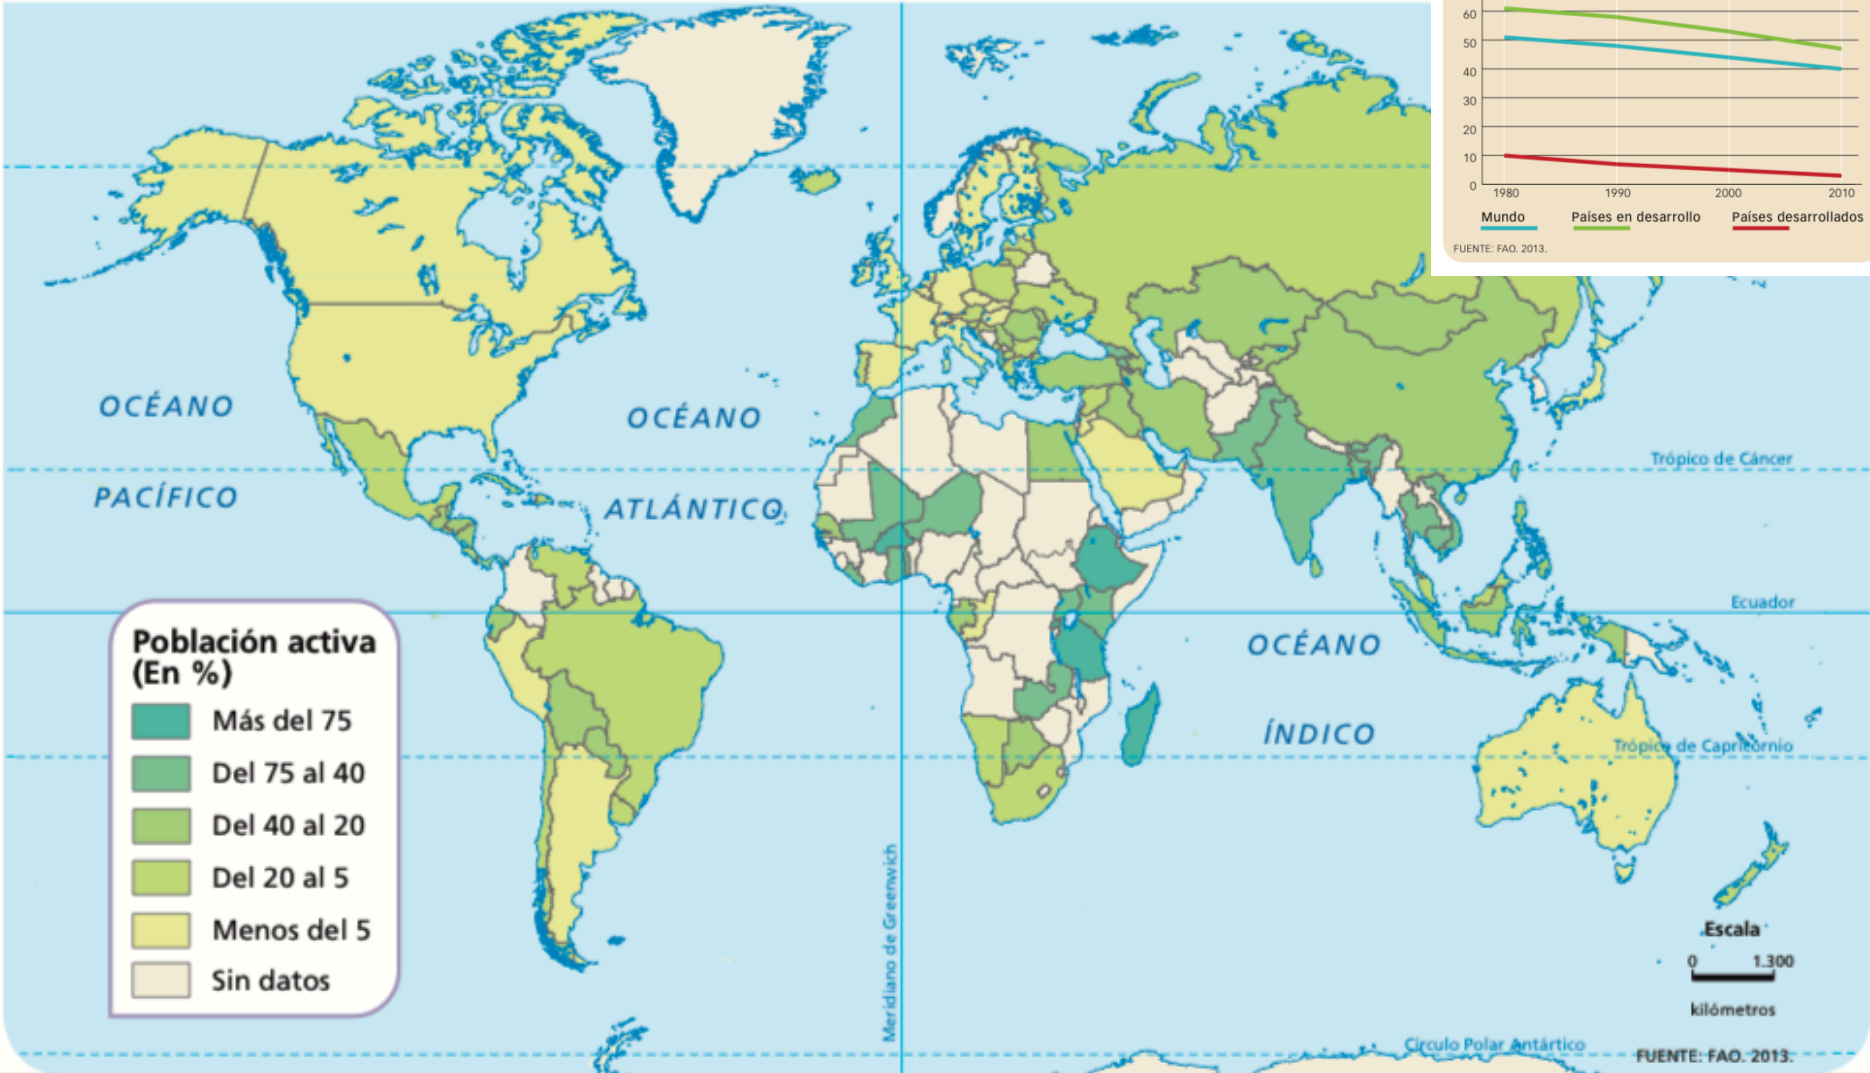 60
50
40
30
20
10
0
1980 1990 2000 2010
Mundo Países en desarrollo Países desarrollados
FUENTE: FAO. 2013.
OCÉANO
PACÍFICO
OCÉANO
ATLÁNTICO
Trópico de Cáncer
Ecuador
OCÉANO
ÍNDICO
Trópico de Capricornio
Población activa
(En %)
Más del 75
Del 75 al 40
Del 40 al 20
Del 20 al 5
Menos del 5
Sin datos
Meridiano de Greenwich
Escala
0 1.300
kilómetros
Círculo Polar Antártico
FUENTE: FAO. 2013.